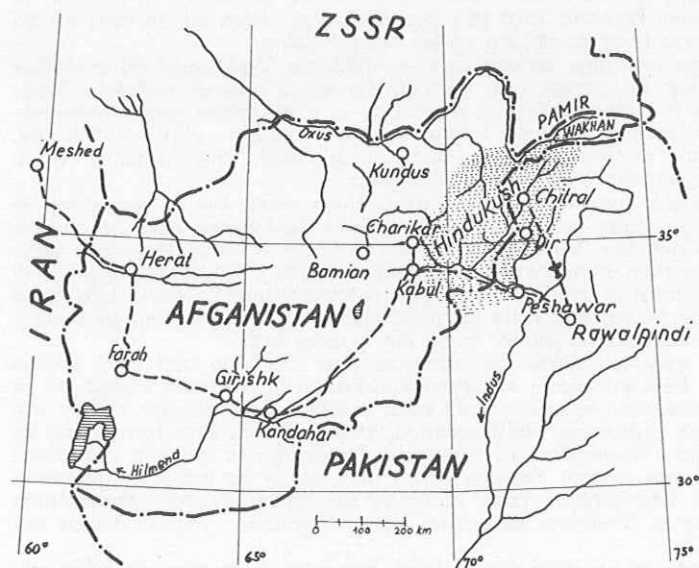 ZSSR
Oxus
PAMIR
WAKHAN
Meshed
Kundus
Hindukush
Chitral
Charikar
35°
Dir
IRAN
Herat
Bamian
Kabul
Peshawar
AFGANISTAN
Rawalpindi
Farah
Girishk
Indus
Kandahar
Hilmend
PAKISTAN
30°
0 100 200 km
60°
65°
70°
75°